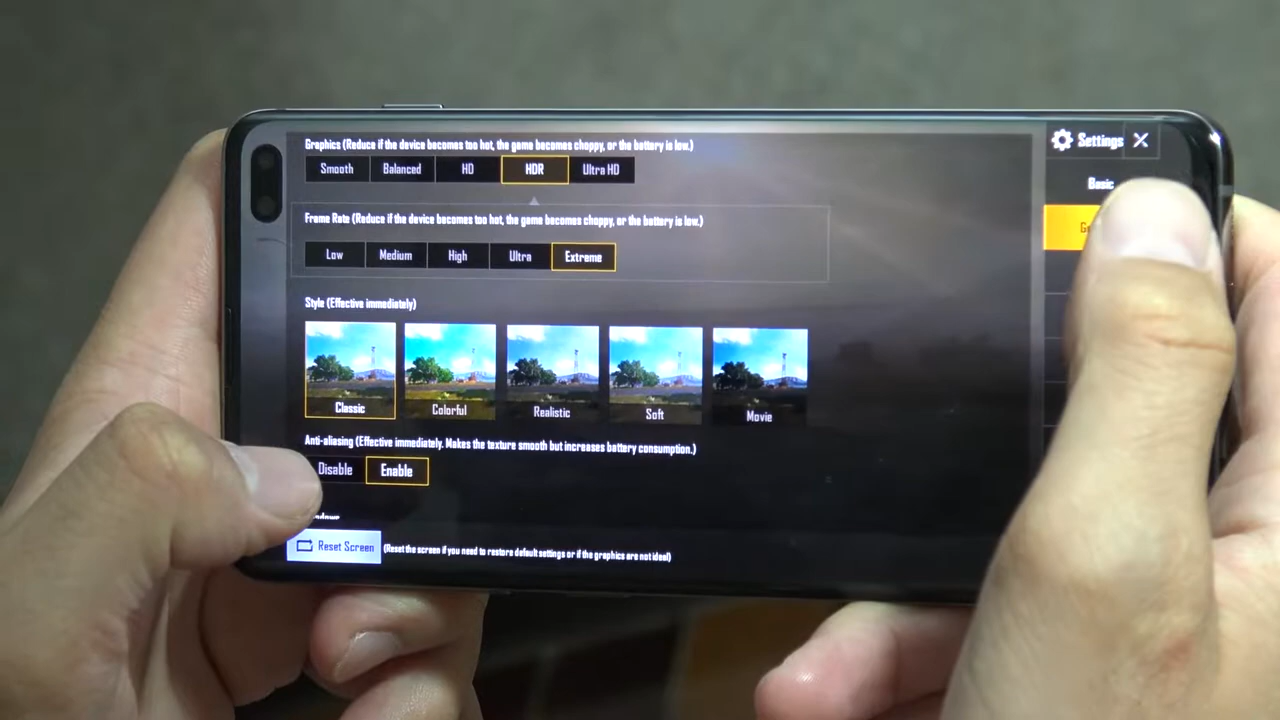 Graphics (Reduce if the device becomes too hot, the game becomes choppy, or the battery is low.)
Smooth Balanced HD HDR Ultra HD
Frame Rate (Reduce if the device becomes too hot, the game becomes choppy, or the battery is low.)
Low Medium High Ultra Extreme
Style (Effective immediately)
Classic Colorful Realistic Soft Movie
Anti-aliasing (Effective immediately. Makes the texture smooth but increases battery consumption.)
Disable Enable
Reset Screen (Reset the screen if you need to restore default settings or if the graphics are not ideal)
Settings X
Basic